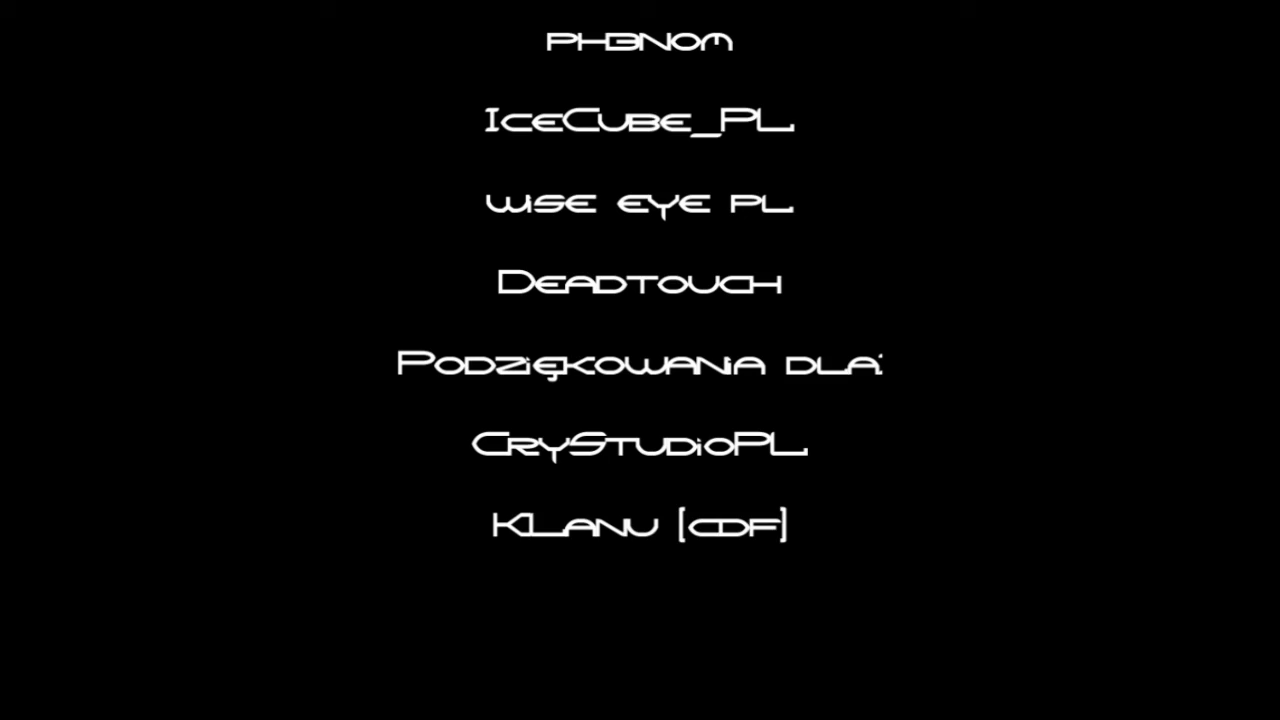 PH3NOM
IceCube_PL
wise eye pl
Deadtouch
Podziękowania dla:
CryStudioPL
Klanu [CDF]